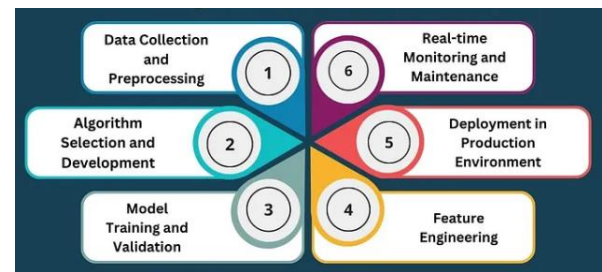 Data Collection
and
Preprocessing
1
Algorithm
Selection and
Development
2
Model
Training and
Validation
3
4
Feature
Engineering
5
Deployment in
Production
Environment
6
Real-time
Monitoring and
Maintenance